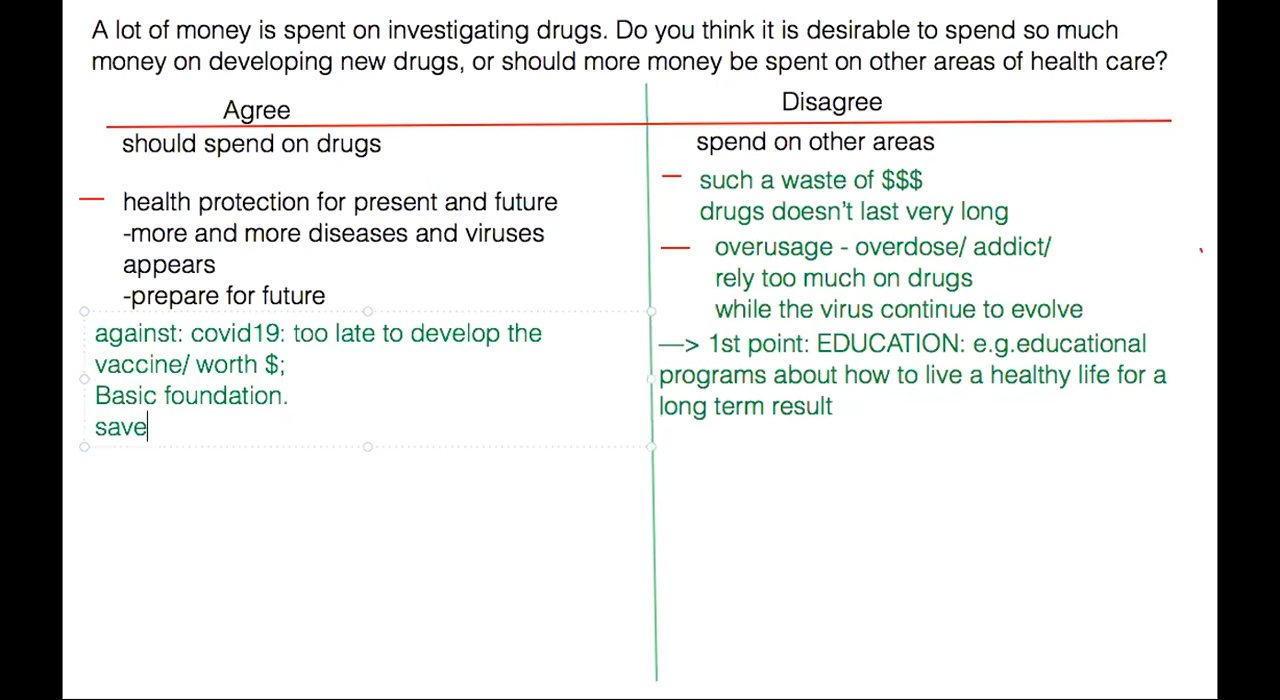 A lot of money is spent on investigating drugs. Do you think it is desirable to spend so much
money on developing new drugs, or should more money be spent on other areas of health care?
Agree
should spend on drugs
health protection for present and future
-more and more diseases and viruses
appears
-prepare for future
against: covid19: too late to develop the
vaccine/ worth $;
Basic foundation.
save
Disagree
spend on other areas
such a waste of $$$
drugs doesn't last very long
overusage - overdose/ addict/
rely too much on drugs
while the virus continue to evolve
—> 1st point: EDUCATION: e.g.educational
programs about how to live a healthy life for a
long term result